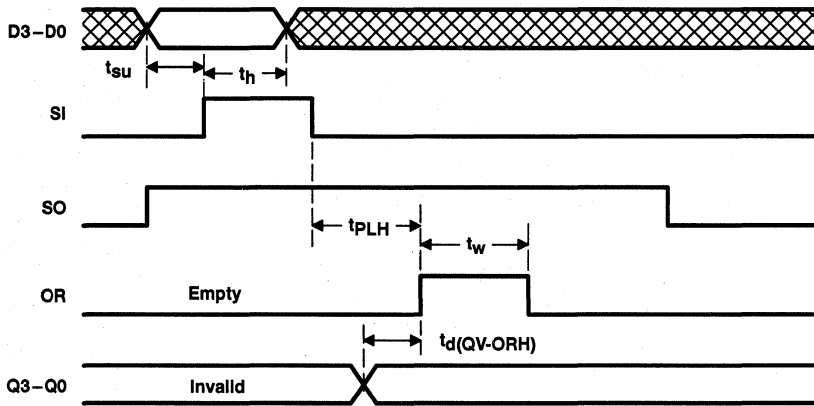 D3–D0
tsu
th
SI
SO
tPLH
tw
OR
Empty
td(QV-ORH)
Q3–Q0
Invalid